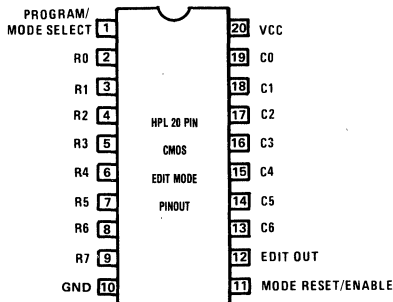 PROGRAM/
MODE SELECT 1
20 VCC
R0 2
19 C0
R1 3
18 C1
R2 4
17 C2
R3 5
16 C3
R4 6
15 C4
R5 7
14 C5
R6 8
13 C6
R7 9
12 EDIT OUT
GND 10
11 MODE RESET/ENABLE
HPL 20 PIN
CMOS
EDIT MODE
PINOUT